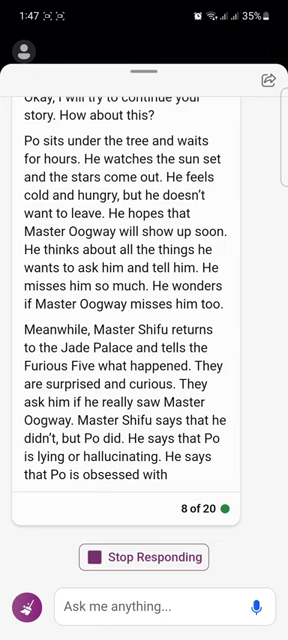 1:47
35%
Okay, I will try to continue your
story. How about this?
Po sits under the tree and waits
for hours. He watches the sun set
and the stars come out. He feels
cold and hungry, but he doesn't
want to leave. He hopes that
Master Oogway will show up soon.
He thinks about all the things he
wants to ask him and tell him. He
misses him so much. He wonders
if Master Oogway misses him too.
Meanwhile, Master Shifu returns
to the Jade Palace and tells the
Furious Five what happened. They
are surprised and curious. They
ask him if he really saw Master
Oogway. Master Shifu says that he
didn't, but Po did. He says that Po
is lying or hallucinating. He says
that Po is obsessed with
8 of 20
Stop Responding
Ask me anything...